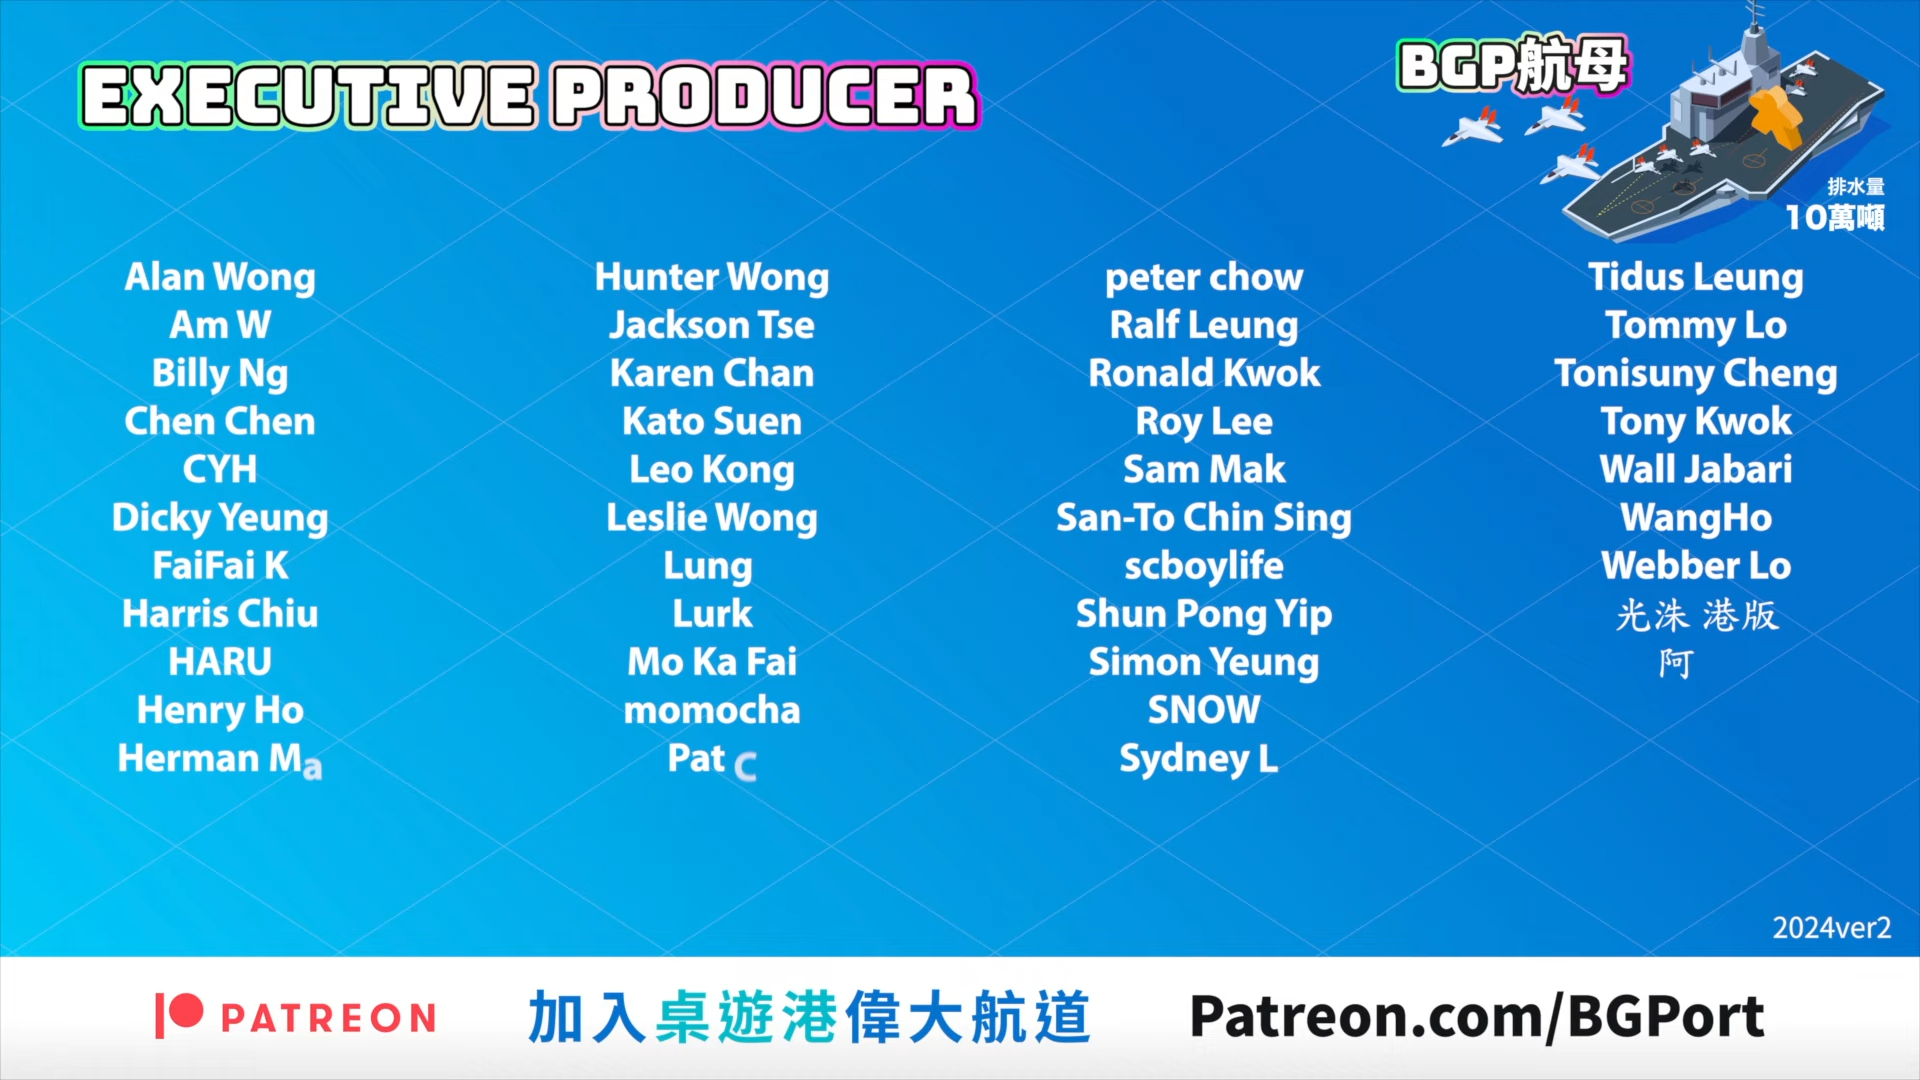 EXECUTIVE PRODUCER
BGP航母
排水量
10萬噸
Alan Wong
Am W
Billy Ng
Chen Chen
CYH
Dicky Yeung
FaiFai K
Harris Chiu
HARU
Henry Ho
Herman Ma
Hunter Wong
Jackson Tse
Karen Chan
Kato Suen
Leo Kong
Leslie Wong
Lung
Lurk
Mo Ka Fai
momocha
Pat C
peter chow
Ralf Leung
Ronald Kwok
Roy Lee
Sam Mak
San-To Chin Sing
scboylife
Shun Pong Yip
Simon Yeung
SNOW
Sydney L
Tidus Leung
Tommy Lo
Tonisuny Cheng
Tony Kwok
Wall Jabari
WangHo
Webber Lo
光洙 港版
阿
2024ver2
PATREON
加入桌遊港偉大航道
Patreon.com/BGPort